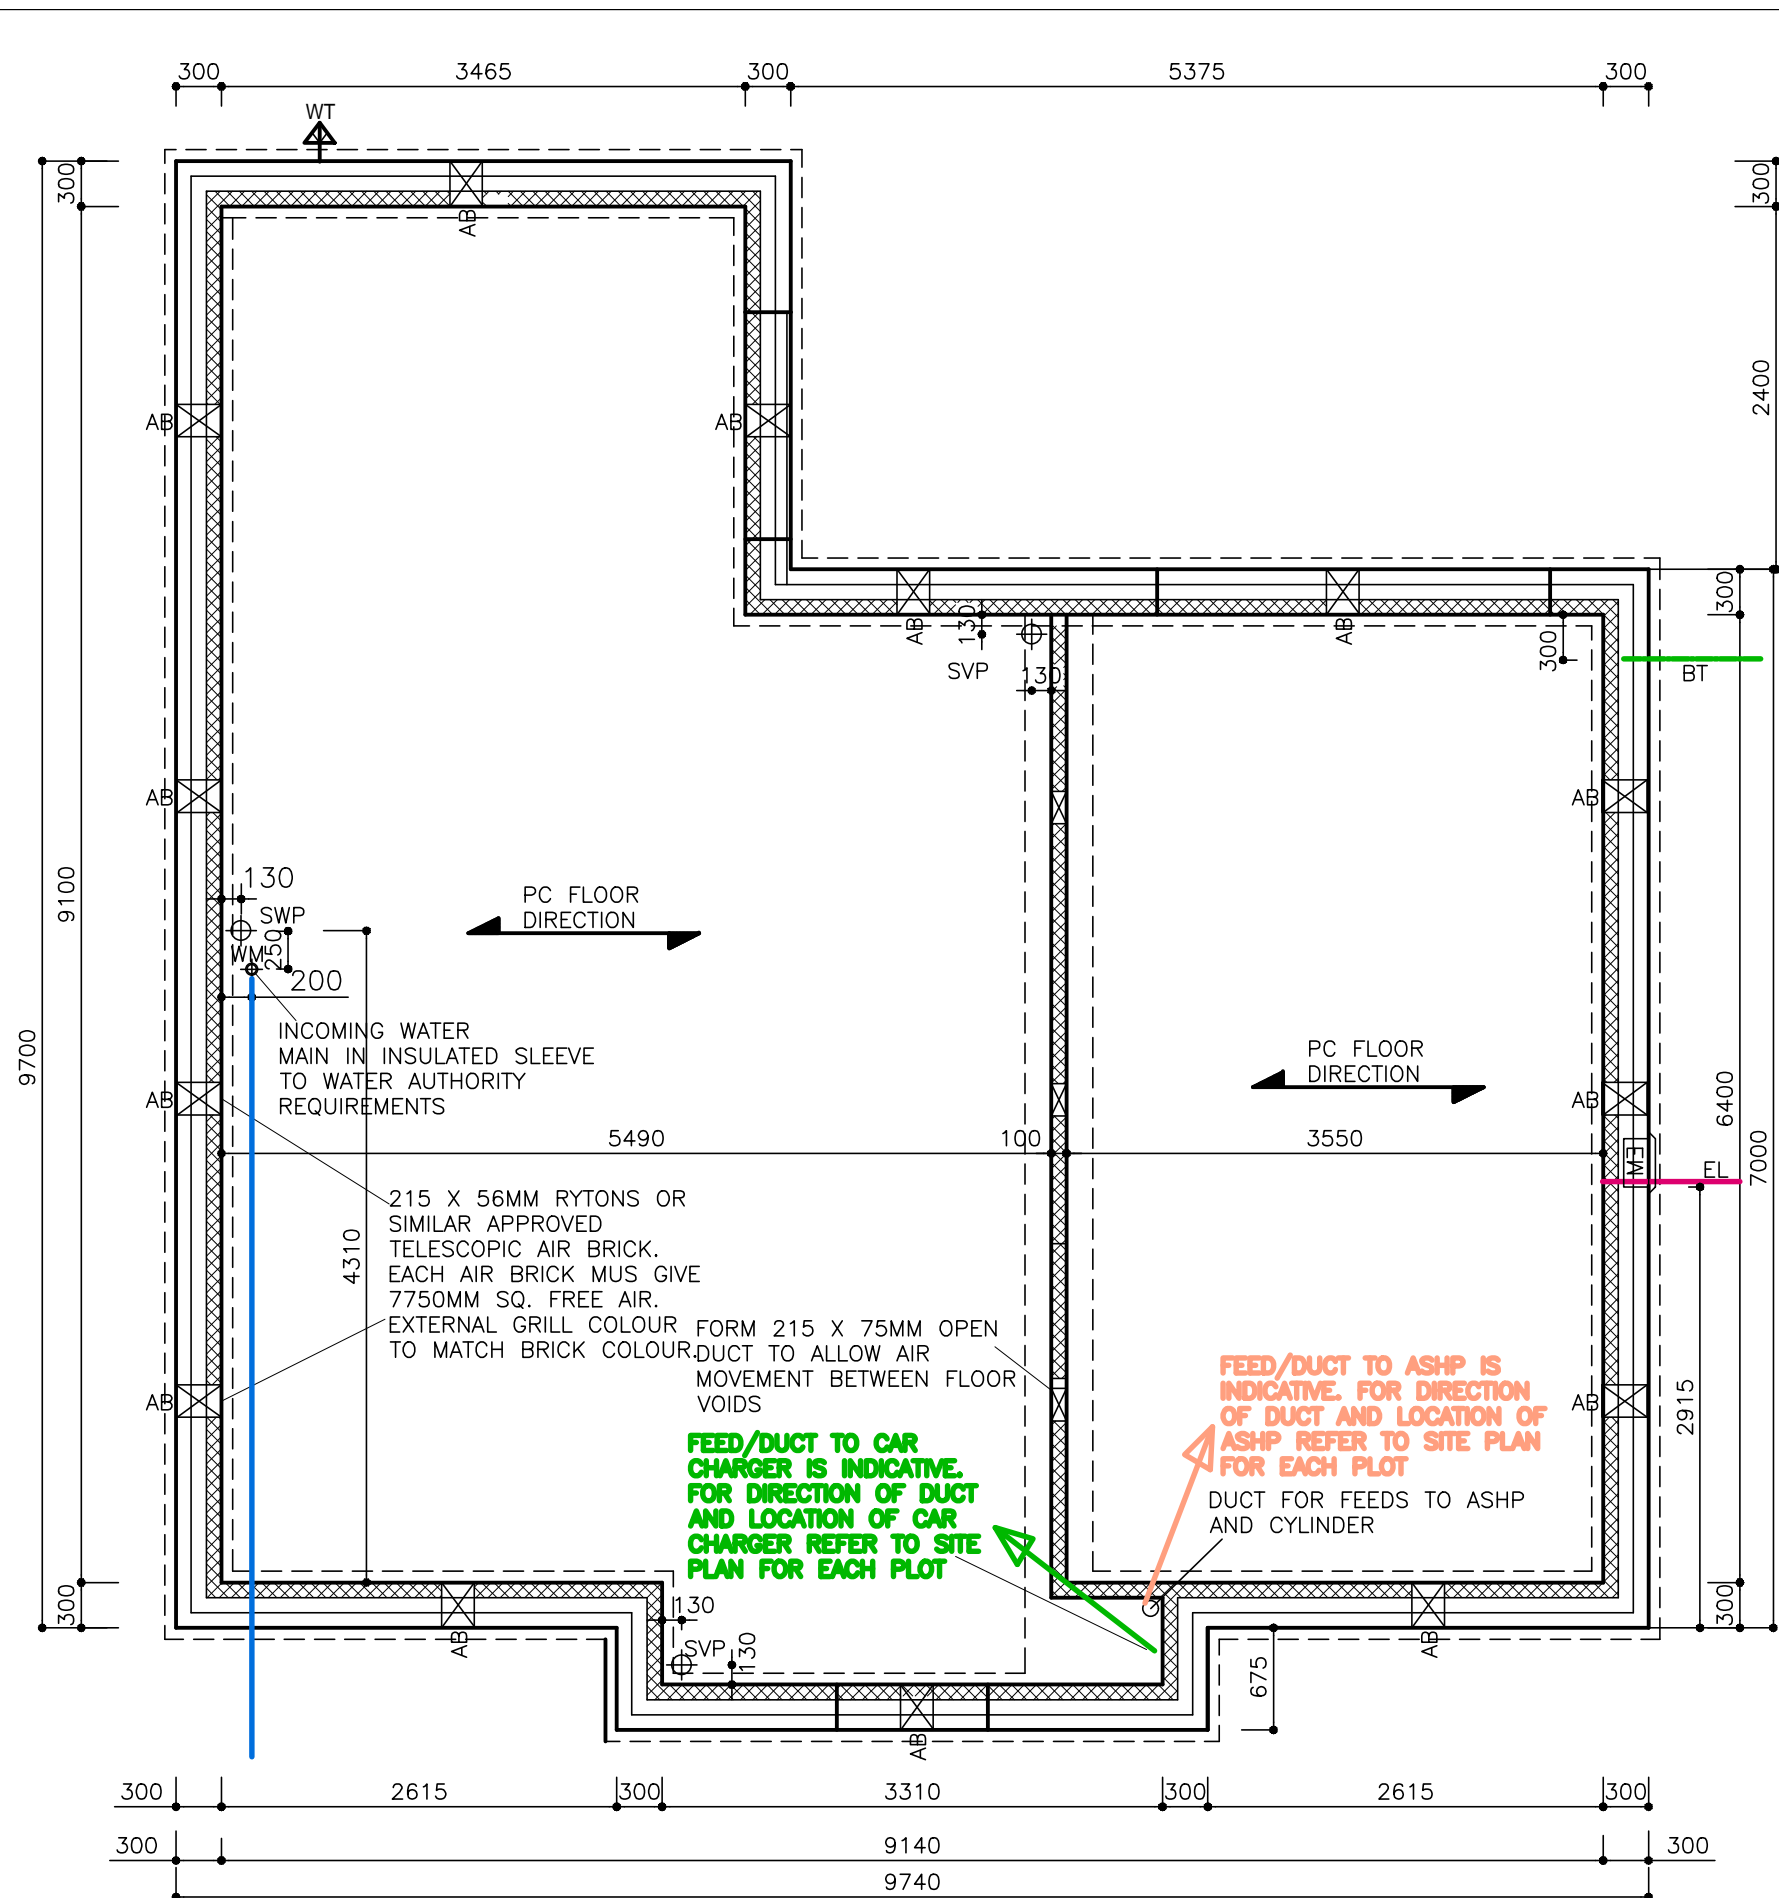 300 3465 300 5375 300
WT
300
300
AB
2400
AB
AB
300
130
AB
AB
300
SVP
130
BT
AB
AB
9100
130
PC FLOOR
DIRECTION
SWP
250
WM
200
INCOMING WATER
MAIN IN INSULATED SLEEVE
TO WATER AUTHORITY
REQUIREMENTS
9700
PC FLOOR
DIRECTION
AB
AB
6400
7000
5490 100 3550
EM
EL
215 X 56MM RYTONS OR
SIMILAR APPROVED
TELESCOPIC AIR BRICK.
EACH AIR BRICK MUS GIVE
7750MM SQ. FREE AIR.
EXTERNAL GRILL COLOUR
TO MATCH BRICK COLOUR.
4310
FORM 215 X 75MM OPEN
DUCT TO ALLOW AIR
MOVEMENT BETWEEN FLOOR
VOIDS
FEED/DUCT TO ASHP IS
INDICATIVE. FOR DIRECTION
OF DUCT AND LOCATION OF
ASHP REFER TO SITE PLAN
FOR EACH PLOT
AB
AB
2915
FEED/DUCT TO CAR
CHARGER IS INDICATIVE.
FOR DIRECTION OF DUCT
AND LOCATION OF CAR
CHARGER REFER TO SITE
PLAN FOR EACH PLOT
DUCT FOR FEEDS TO ASHP
AND CYLINDER
300
300
130
AB
SVP
130
AB
675
AB
300 2615 300 3310 300 2615 300
300 9140 300
9740